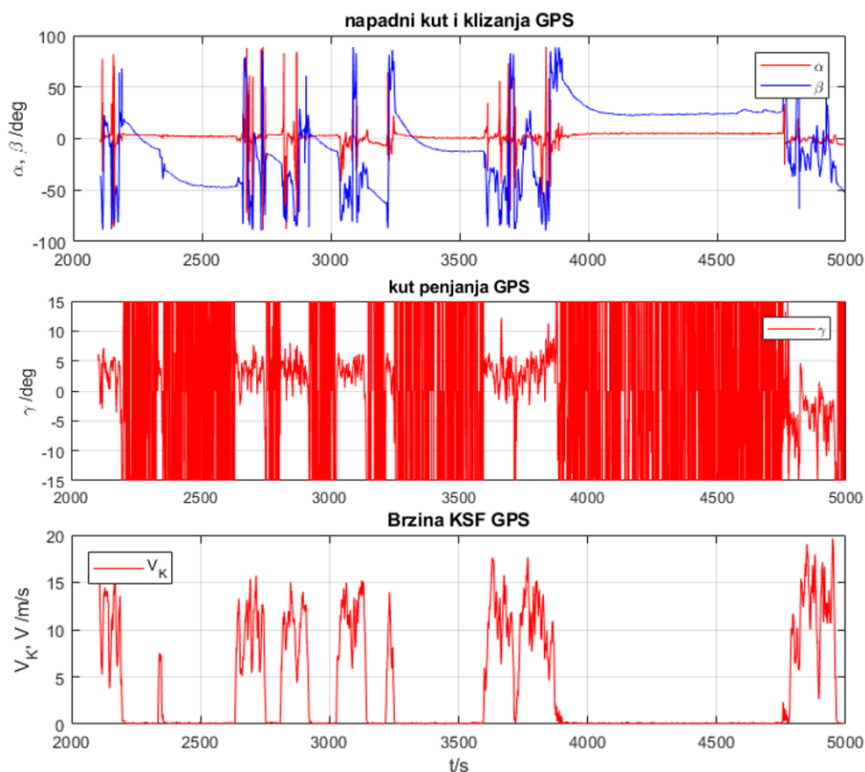 napadni kut i klizanja GPS
100
50
0
-50
-100
α, β /deg
α
β
2000 2500 3000 3500 4000 4500 5000
kut penjanja GPS
15
10
5
0
-5
-10
-15
γ /deg
γ
2000 2500 3000 3500 4000 4500 5000
Brzina KSF GPS
20
15
10
5
0
V_K, V /m/s
V_K
2000 2500 3000 3500 4000 4500 5000
t/s